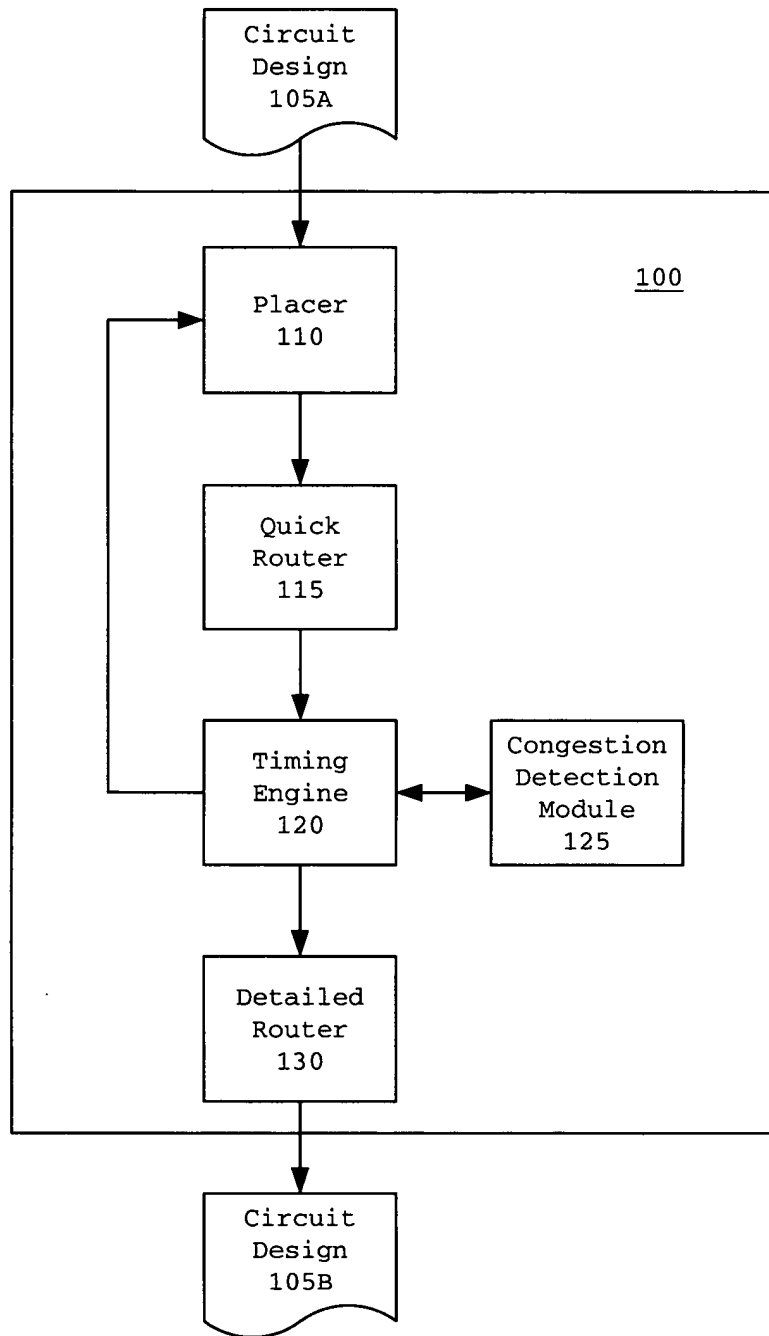 Circuit
Design
105A
100
Placer
110
Quick
Router
115
Timing
Engine
120
Congestion
Detection
Module
125
Detailed
Router
130
Circuit
Design
105B